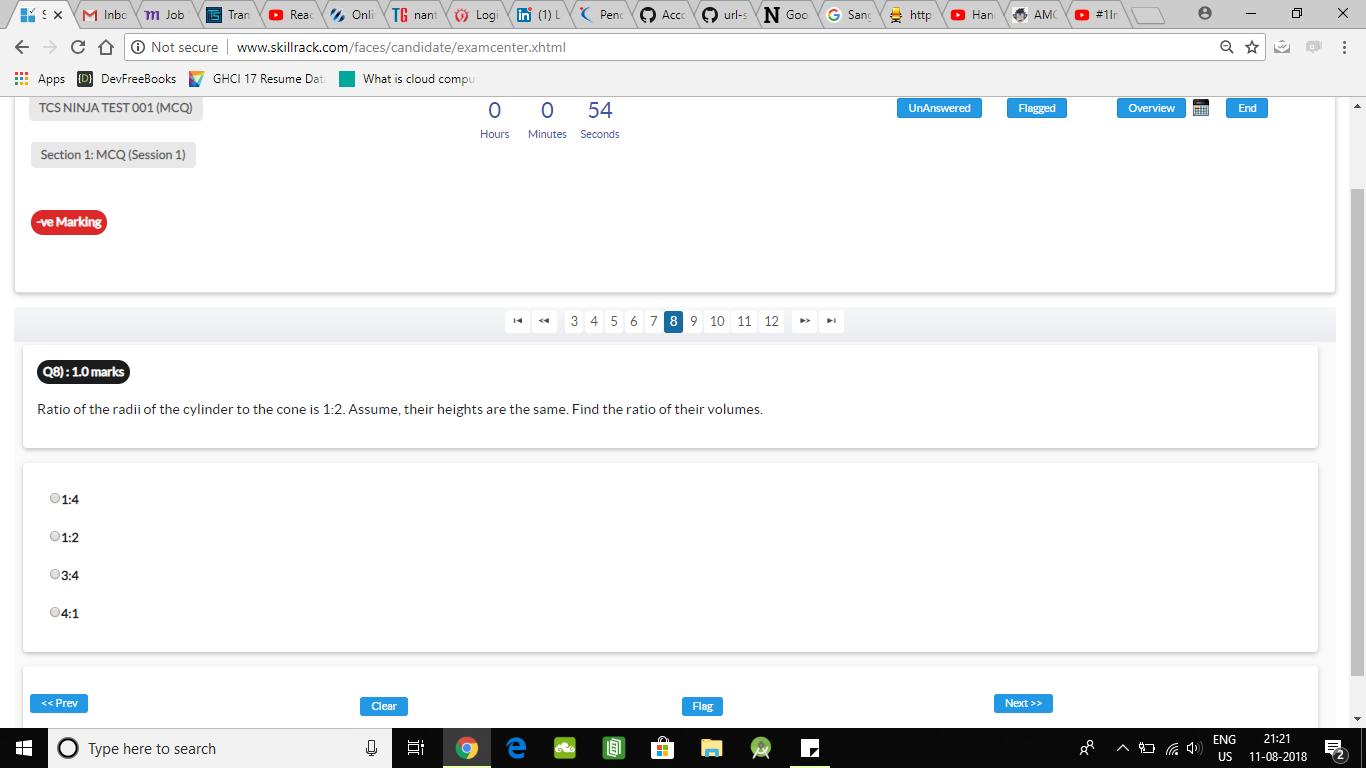 S
Inbo
Job
Tran
Reac
Onli
nant
Logi
(1) L
Penc
Acco
url-s
Goo
Sang
http
Han
AMC
#1Ir
Not secure
www.skillrack.com/faces/candidate/examcenter.xhtml
Apps
DevFreeBooks
GHCI 17 Resume Data
What is cloud compu
TCS NINJA TEST 001 (MCQ)
0 0 54
Hours Minutes Seconds
UnAnswered
Flagged
Overview
End
Section 1: MCQ (Session 1)
-ve Marking
3 4 5 6 7 8 9 10 11 12
Q8) : 1.0 marks
Ratio of the radii of the cylinder to the cone is 1:2. Assume, their heights are the same. Find the ratio of their volumes.
1:4
1:2
3:4
4:1
<< Prev
Clear
Flag
Next >>
Type here to search
ENG
US
21:21
11-08-2018
2